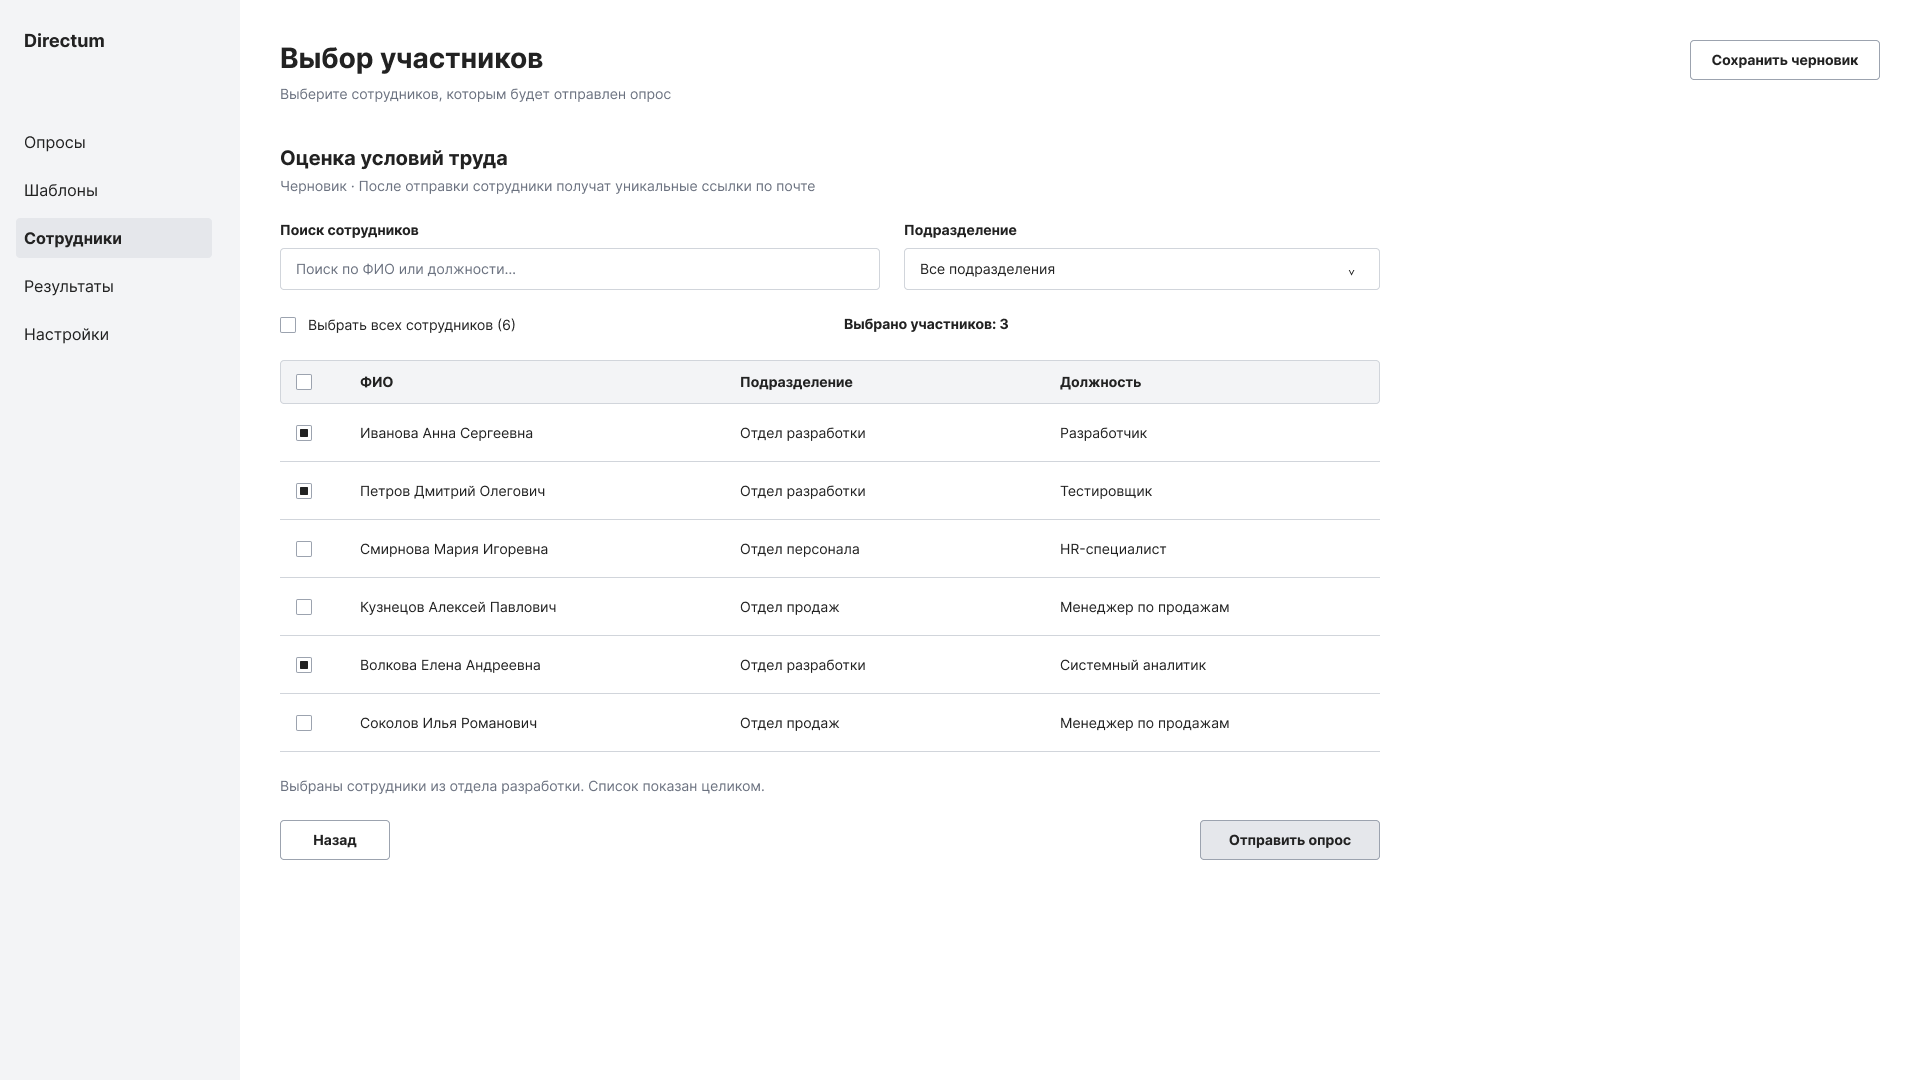 Directum
Опросы
Шаблоны
Сотрудники
Результаты
Настройки
Выбор участников
Выберите сотрудников, которым будет отправлен опрос
Сохранить черновик
Оценка условий труда
Черновик · После отправки сотрудники получат уникальные ссылки по почте
Поиск сотрудников
Подразделение
Поиск по ФИО или должности...
Все подразделения
Выбрать всех сотрудников (6)
Выбрано участников: 3
ФИО Подразделение Должность
Иванова Анна Сергеевна Отдел разработки Разработчик
Петров Дмитрий Олегович Отдел разработки Тестировщик
Смирнова Мария Игоревна Отдел персонала HR-специалист
Кузнецов Алексей Павлович Отдел продаж Менеджер по продажам
Волкова Елена Андреевна Отдел разработки Системный аналитик
Соколов Илья Романович Отдел продаж Менеджер по продажам
Выбраны сотрудники из отдела разработки. Список показан целиком.
Назад
Отправить опрос